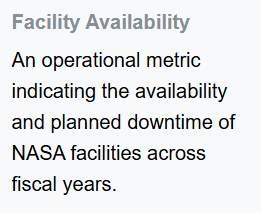 Facility Availability
An operational metric
indicating the availability
and planned downtime of
NASA facilities across
fiscal years.